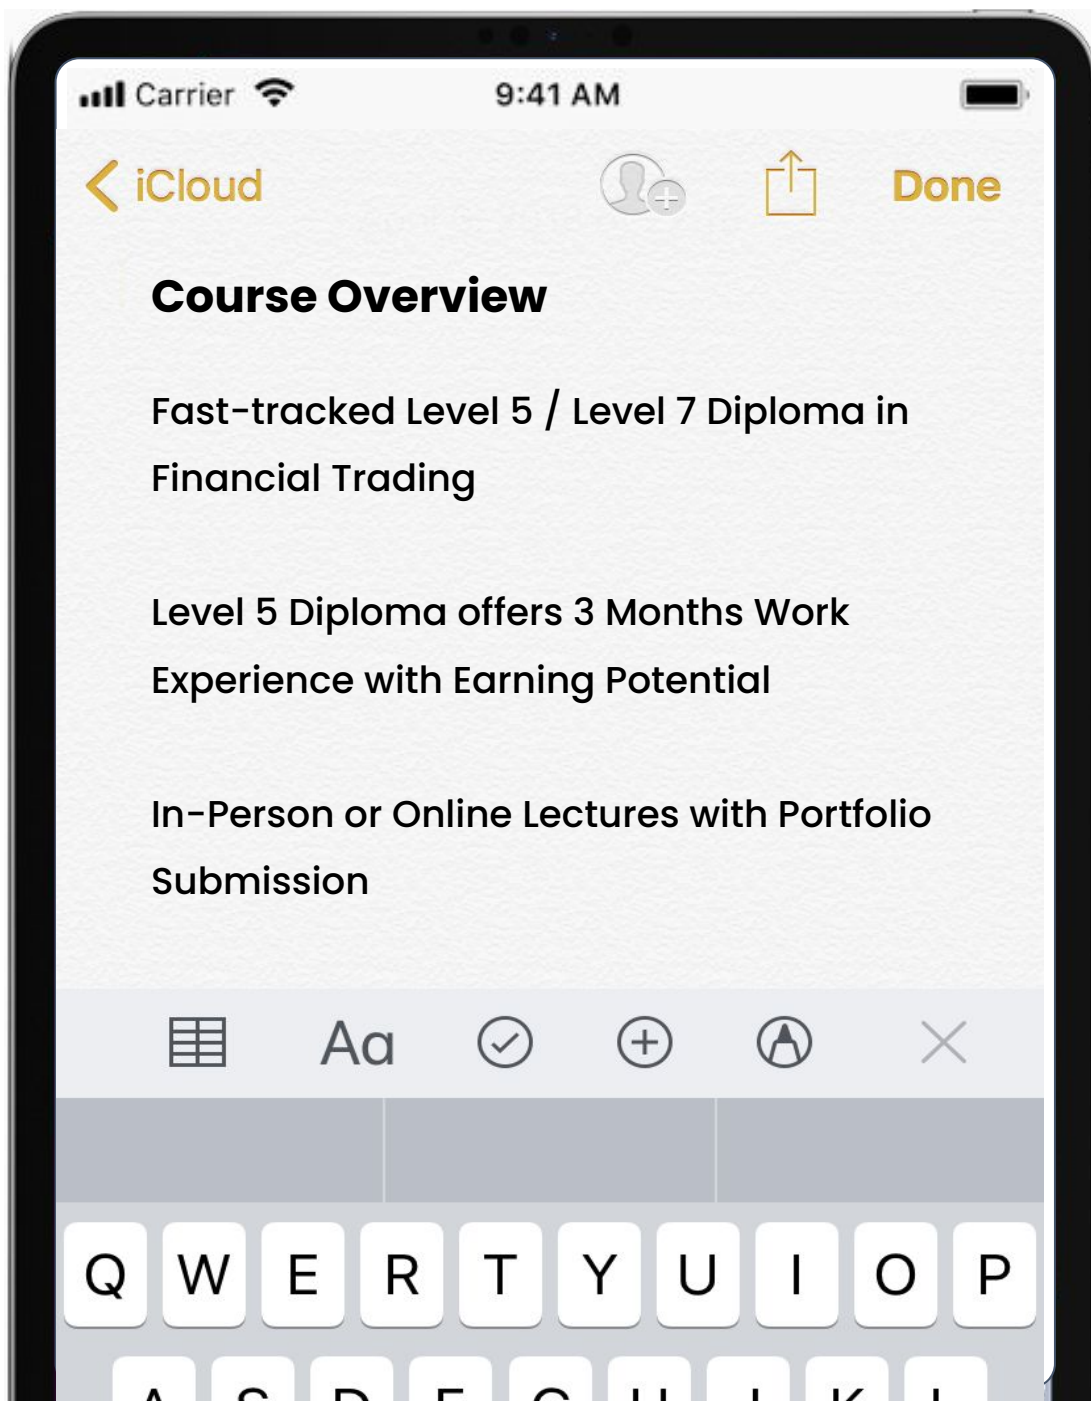 Carrier 9:41 AM
iCloud Done
Course Overview
Fast-tracked Level 5 / Level 7 Diploma in
Financial Trading
Level 5 Diploma offers 3 Months Work
Experience with Earning Potential
In-Person or Online Lectures with Portfolio
Submission
Aa
Q W E R T Y U I O P
A S D F G H J K L